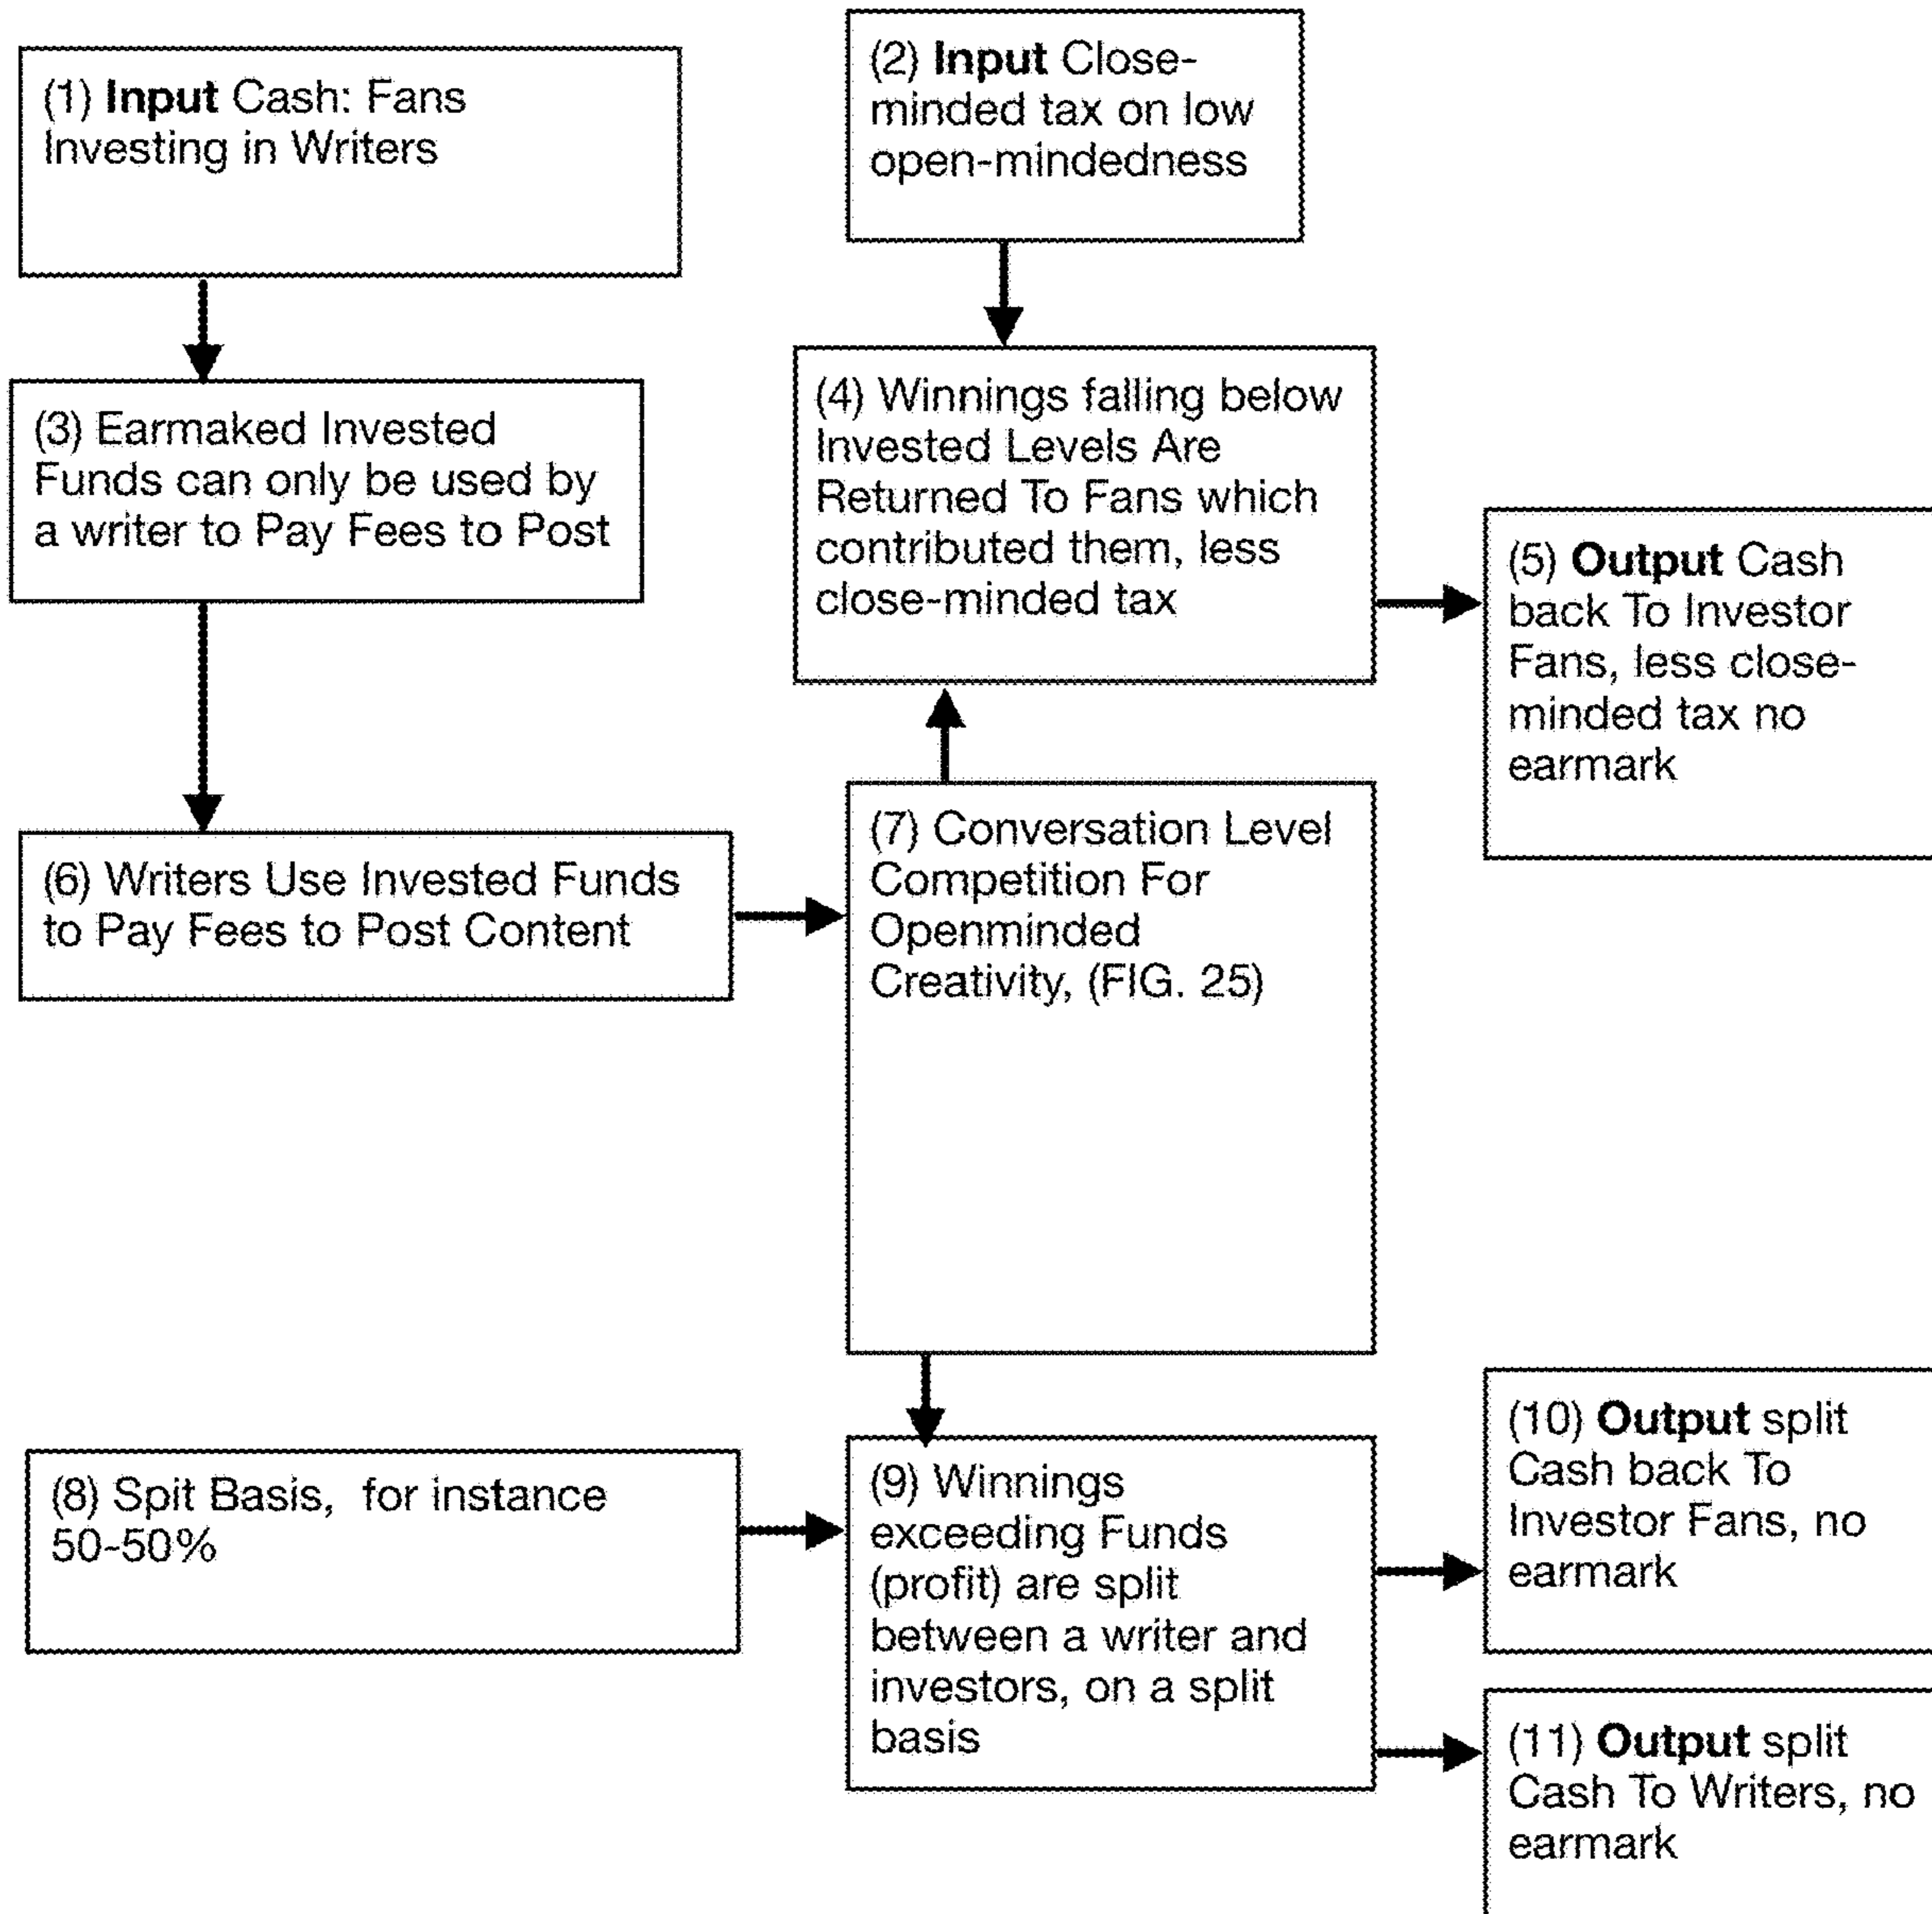 (1) Input Cash: Fans
Investing in Writers
(2) Input Close-
minded tax on low
open-mindedness
(3) Earmaked Invested
Funds can only be used by
a writer to Pay Fees to Post
(4) Winnings falling below
Invested Levels Are
Returned To Fans which
contributed them, less
close-minded tax
(5) Output Cash
back To Investor
Fans, less close-
minded tax no
earmark
(6) Writers Use Invested Funds
to Pay Fees to Post Content
(7) Conversation Level
Competition For
Openminded
Creativity, (FIG. 25)
(8) Spit Basis, for instance
50-50%
(9) Winnings
exceeding Funds
(profit) are split
between a writer and
investors, on a split
basis
(10) Output split
Cash back To
Investor Fans, no
earmark
(11) Output split
Cash To Writers, no
earmark